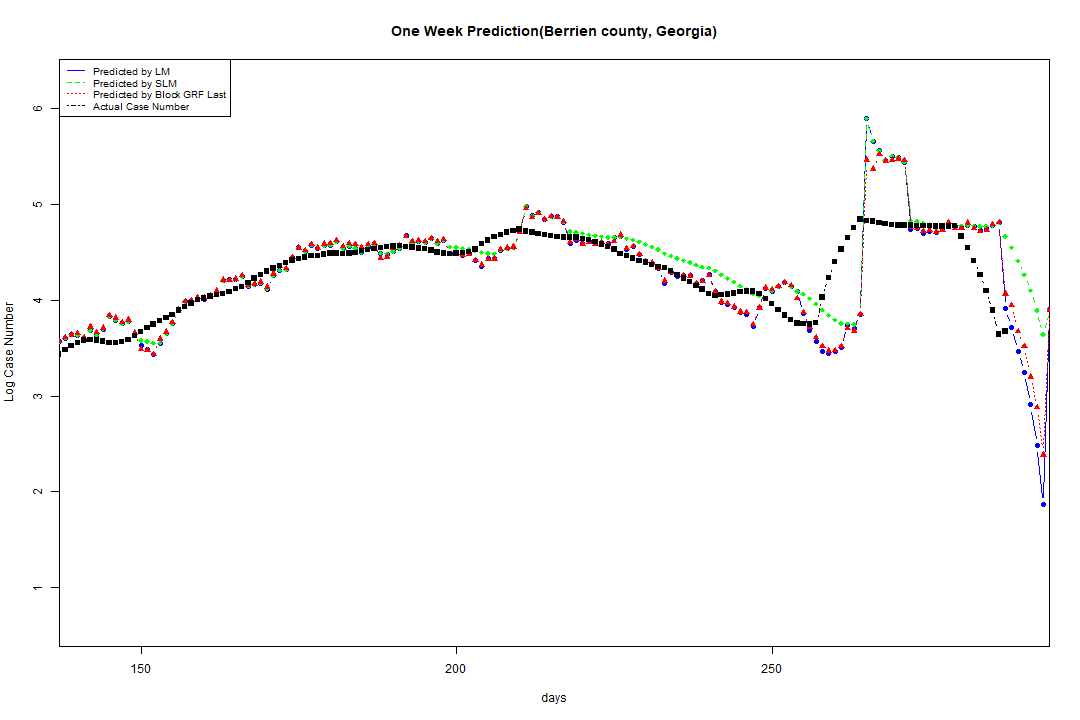 One Week Prediction(Berrien county, Georgia)
Predicted by LM
Predicted by SLM
Predicted by Block GRF Last
Actual Case Number
6
5
4
3
2
1
Log Case Number
150 200 250
days